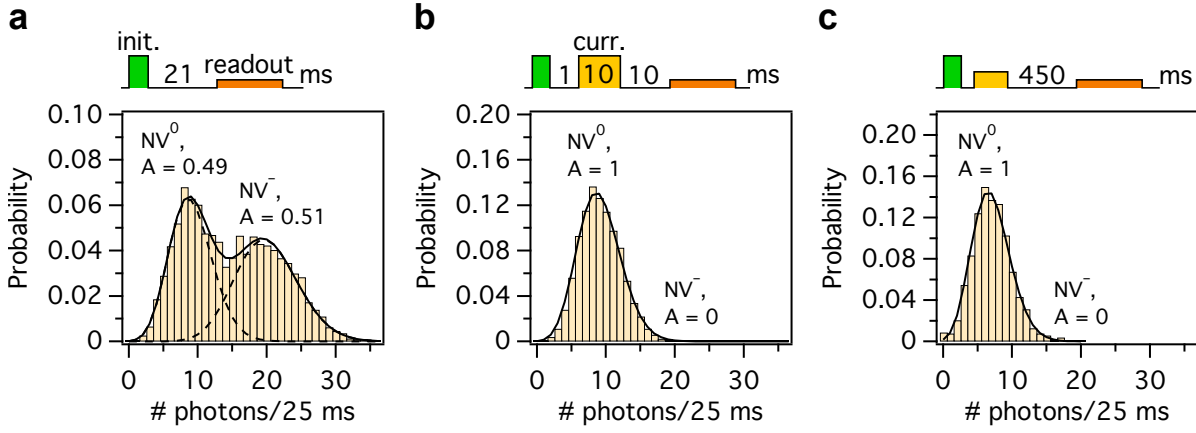 a
init.
21
readout
ms
0.10
0.08
0.06
0.04
0.02
0
Probability
NV⁰,
A = 0.49
NV⁻,
A = 0.51
0 10 20 30
# photons/25 ms
b
curr.
1
10
10
ms
0.20
0.16
0.12
0.08
0.04
0
Probability
NV⁰,
A = 1
NV⁻,
A = 0
0 10 20 30
# photons/25 ms
c
450
ms
0.20
0.16
0.12
0.08
0.04
0
Probability
NV⁰,
A = 1
NV⁻,
A = 0
0 10 20 30
# photons/25 ms